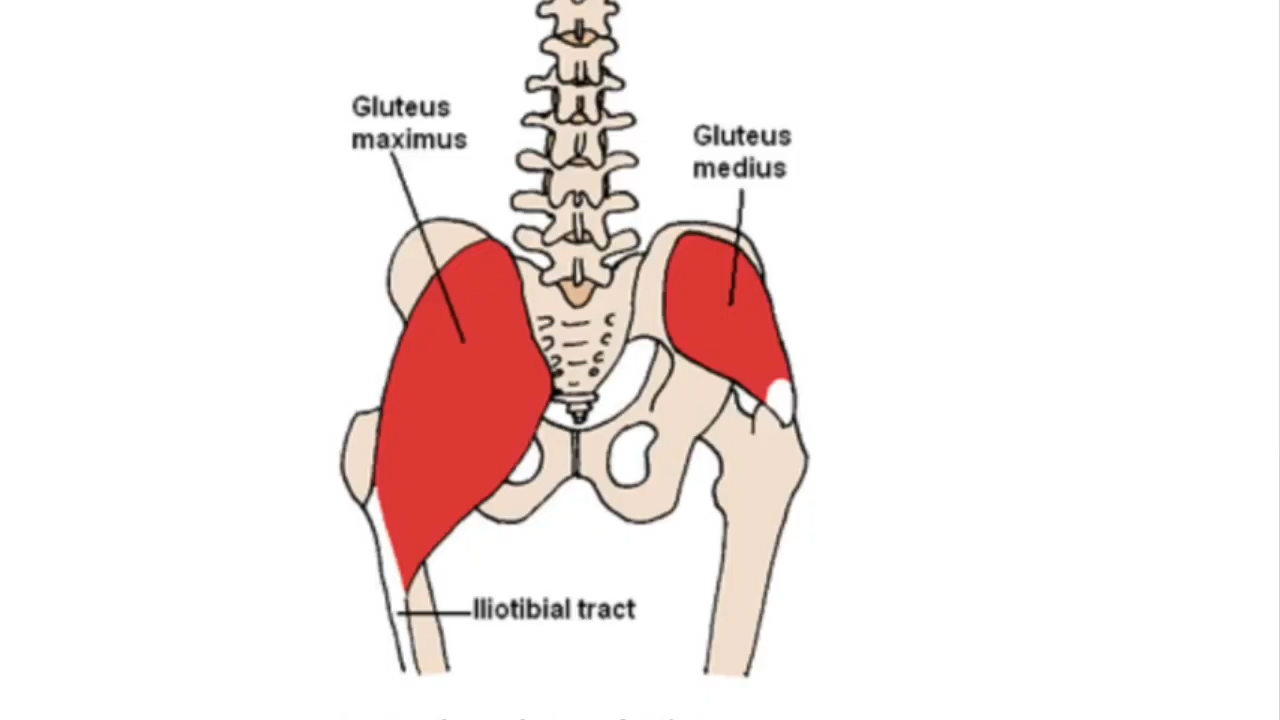 Gluteus
maximus
Gluteus
medius
Iliotibial tract